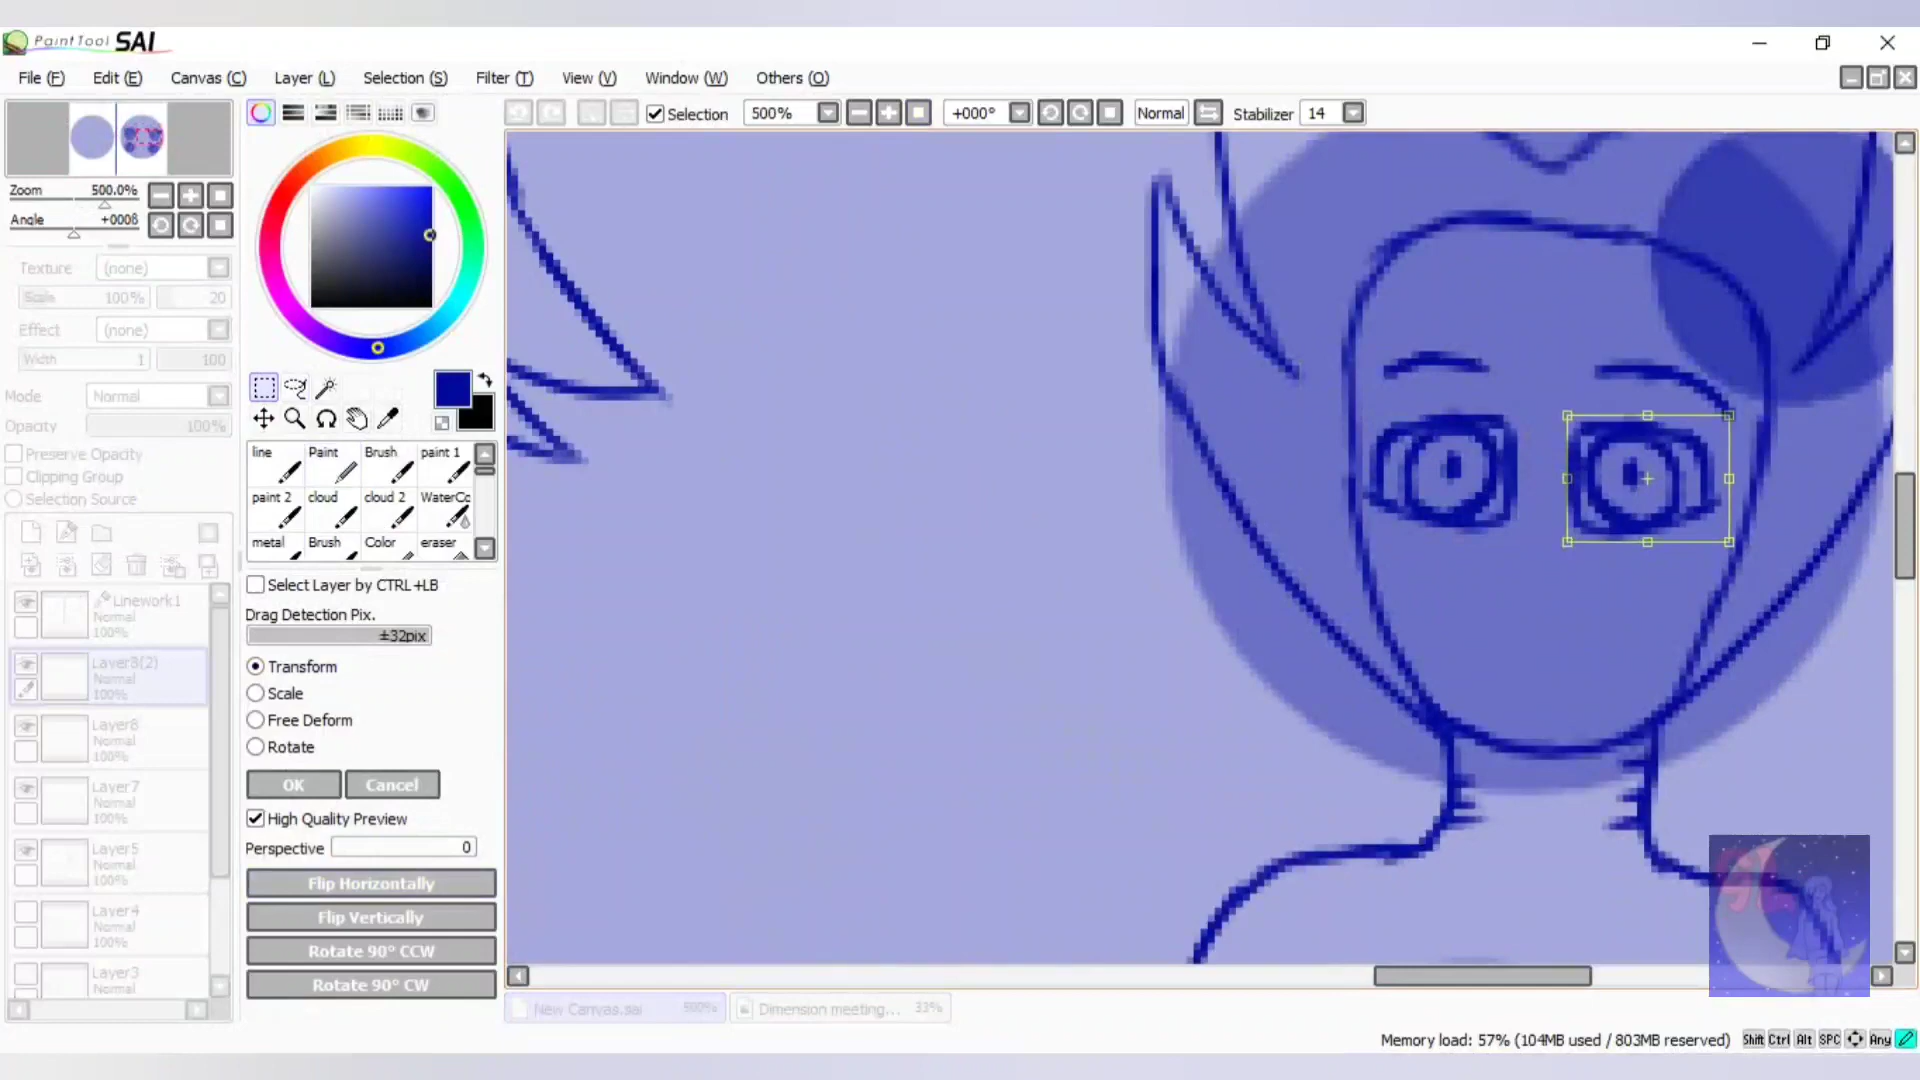 PaintTool SAI
File (F) Edit (E) Canvas (C) Layer (L) Selection (S) Filter (T) View (V) Window (W) Others (O)
Selection 500% +000° Normal Stabilizer 14
Zoom 500.0%
Angle +000ß
Texture (none)
Scale 100% 20
Effect (none)
Width 1 100
Mode Normal
Opacity 100%
Preserve Opacity
Clipping Group
Selection Source
Linework1
Normal
100%
Layer8(2)
Normal
100%
Layer6
Normal
100%
Layer7
Normal
100%
Layer5
Normal
100%
Layer4
Normal
100%
Layer3
Normal
line Paint Brush paint 1
paint 2 cloud cloud 2 WaterCc
metal Brush Color eraser
Select Layer by CTRL+LB
Drag Detection Pix.
±32pix
Transform
Scale
Free Deform
Rotate
OK Cancel
High Quality Preview
Perspective 0
Flip Horizontally
Flip Vertically
Rotate 90° CCW
Rotate 90° CW
New Canvas.sai 500% Dimension meeting... 33%
Memory load: 57% (104MB used / 803MB reserved) Shift Ctrl Alt SPC Any